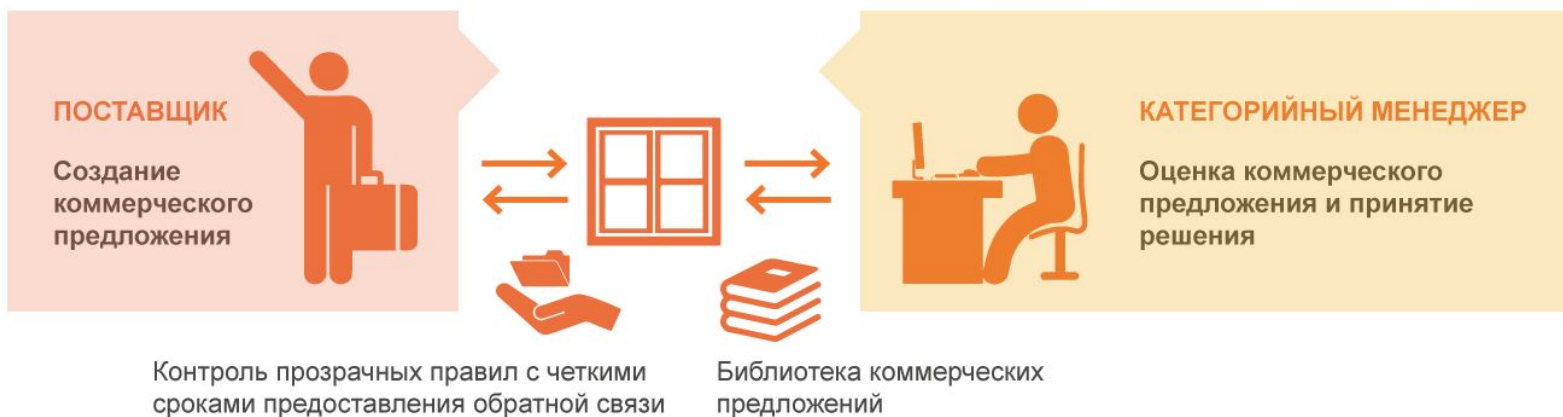 ПОСТАВЩИК
Создание
коммерческого
предложения
КАТЕГОРИЙНЫЙ МЕНЕДЖЕР
Оценка коммерческого
предложения и принятие
решения
Контроль прозрачных правил с четкими
сроками предоставления обратной связи
Библиотека коммерческих
предложений